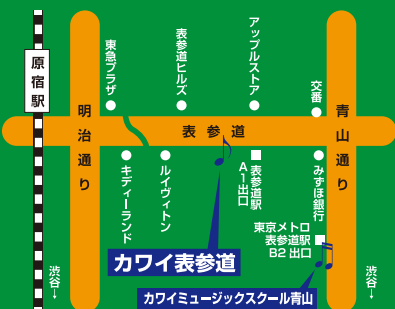 原宿駅
明治通り
東急プラザ
表参道ヒルズ
アップルストア
交番
青山通り
表参道
キディーランド
ルイヴィトン
表参道駅
A1出口
みずほ銀行
東京メトロ
表参道駅
B2出口
カワイ表参道
カワイミュージックスクール青山
渋谷↓
渋谷↓